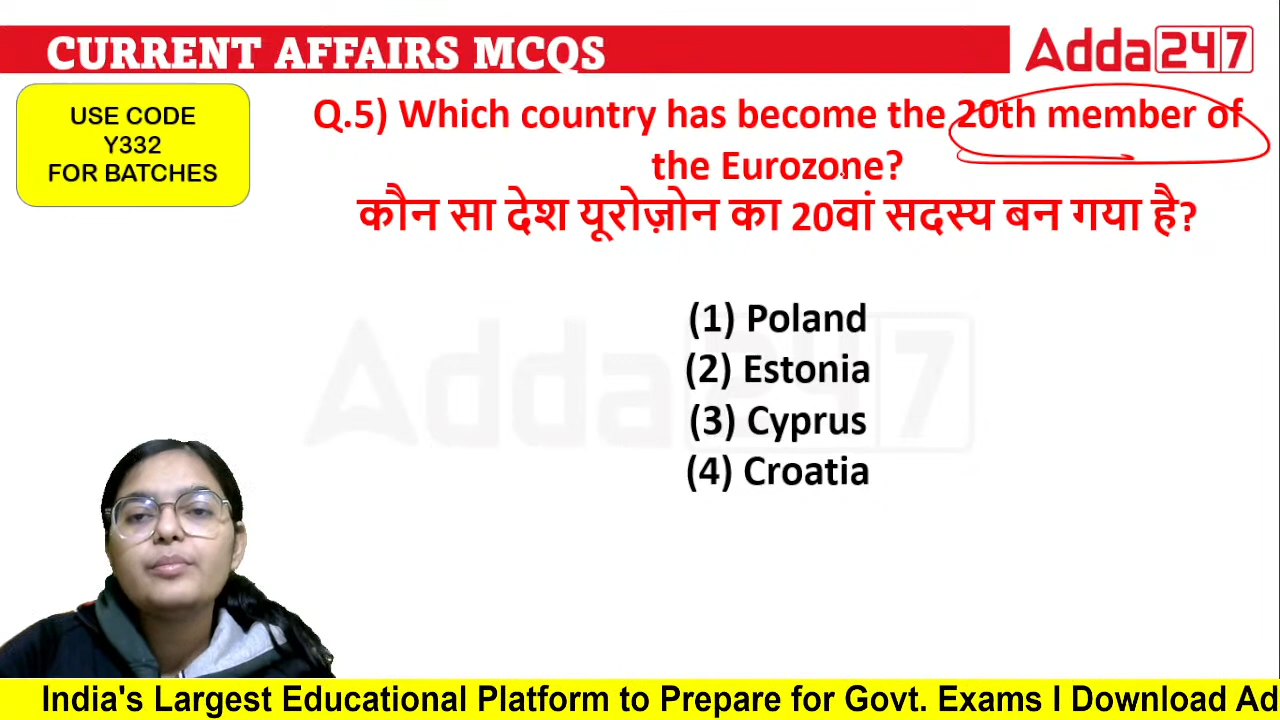 CURRENT AFFAIRS MCQS
Adda247
USE CODE
Y332
FOR BATCHES
Q.5) Which country has become the 20th member of
the Eurozone?
कौन सा देश यूरोज़ोन का 20वां सदस्य बन गया है?
(1) Poland
(2) Estonia
(3) Cyprus
(4) Croatia
Adda247
India's Largest Educational Platform to Prepare for Govt. Exams I Download Ad